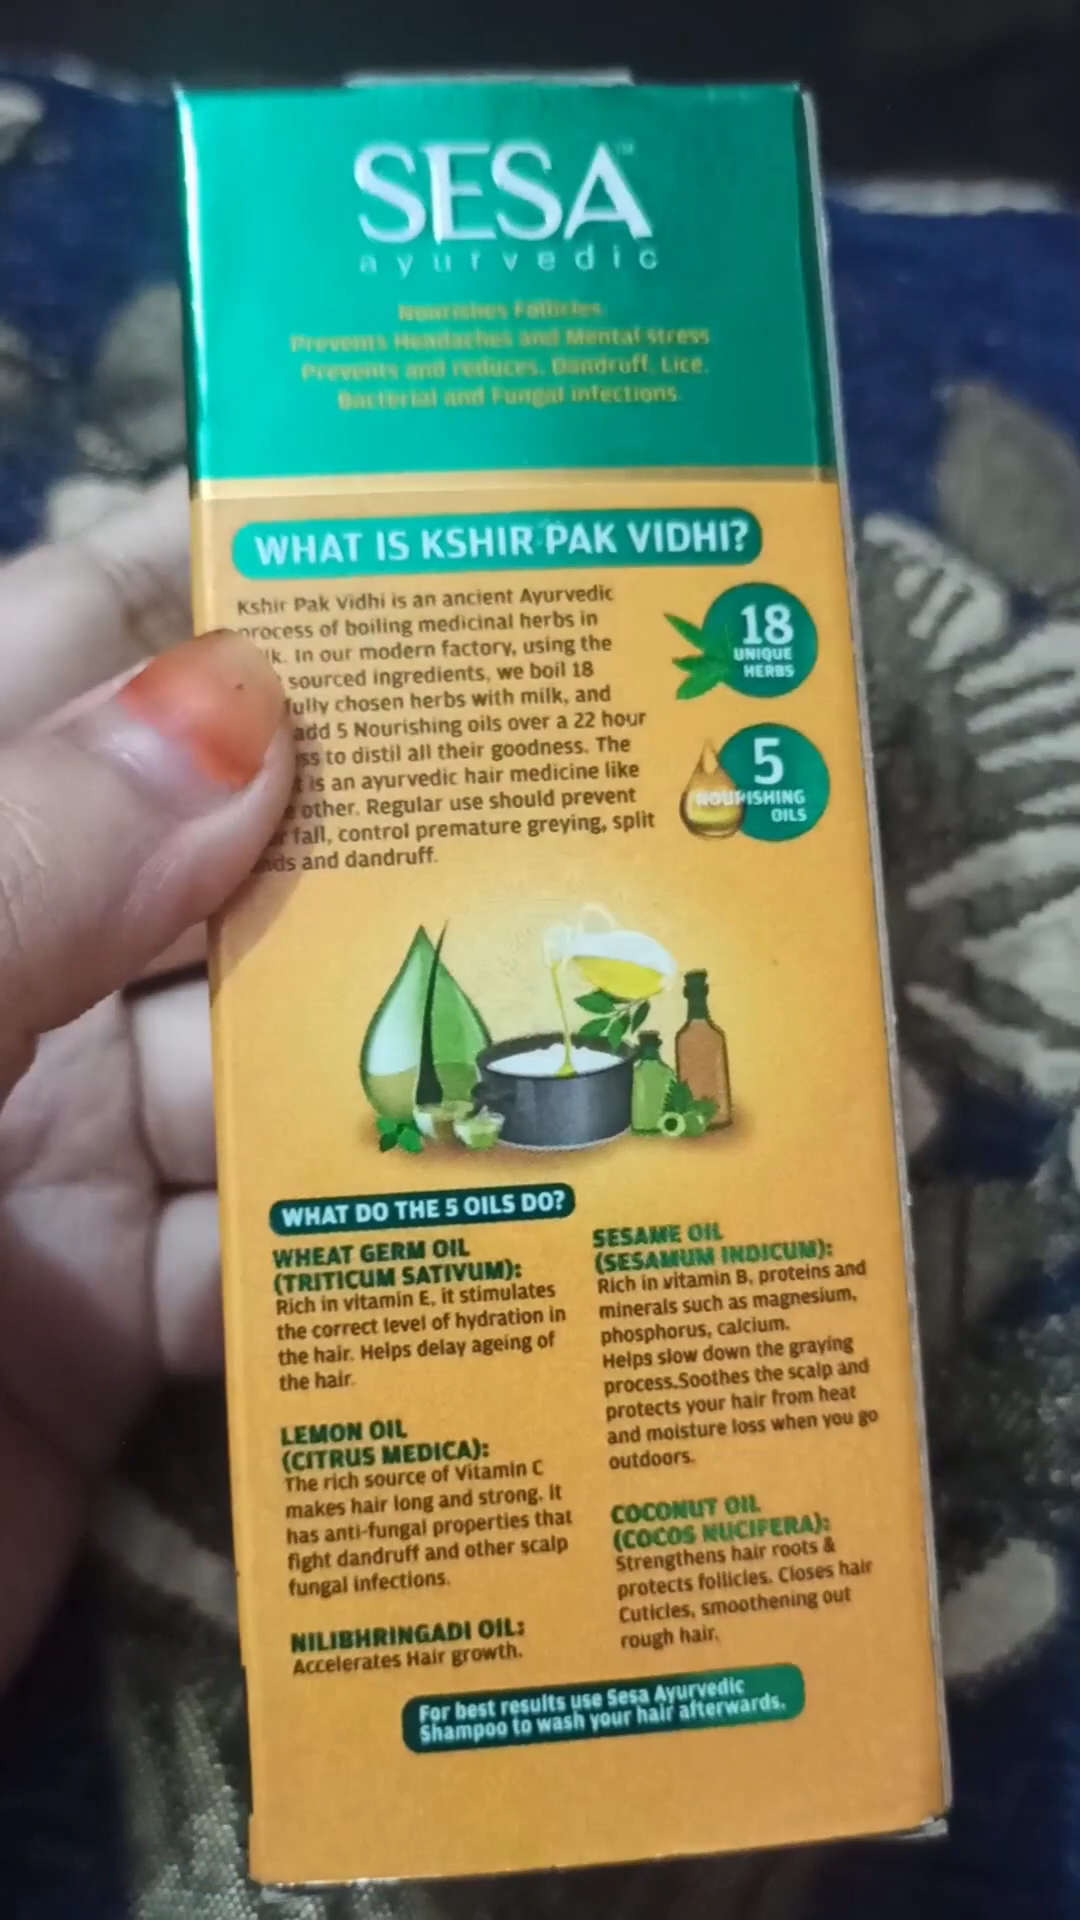 SESA™
ayurvedic
Nourishes Follicles.
Prevents Headaches and Mental stress
Prevents and reduces, Dandruff, Lice,
Bacterial and Fungal infections.
WHAT IS KSHIR PAK VIDHI?
Kshir Pak Vidhi is an ancient Ayurvedic
process of boiling medicinal herbs in
lk. In our modern factory, using the
sourced ingredients, we boil 18
fully chosen herbs with milk, and
add 5 Nourishing oils over a 22 hour
ss to distil all their goodness. The
t is an ayurvedic hair medicine like
other. Regular use should prevent
r fall, control premature greying, split
nds and dandruff.
18
UNIQUE
HERBS
5
NOURISHING
OILS
WHAT DO THE 5 OILS DO?
WHEAT GERM OIL
(TRITICUM SATIVUM):
Rich in vitamin E, it stimulates
the correct level of hydration in
the hair. Helps delay ageing of
the hair.
LEMON OIL
(CITRUS MEDICA):
The rich source of Vitamin C
makes hair long and strong. It
has anti-fungal properties that
fight dandruff and other scalp
fungal infections.
NILIBHRINGADI OIL:
Accelerates Hair growth.
SESAME OIL
(SESAMUM INDICUM):
Rich in vitamin B, proteins and
minerals such as magnesium,
phosphorus, calcium.
Helps slow down the graying
process.Soothes the scalp and
protects your hair from heat
and moisture loss when you go
outdoors.
COCONUT OIL
(COCOS NUCIFERA):
Strengthens hair roots &
protects follicles. Closes hair
Cuticles, smoothening out
rough hair.
For best results use Sesa Ayurvedic
Shampoo to wash your hair afterwards.